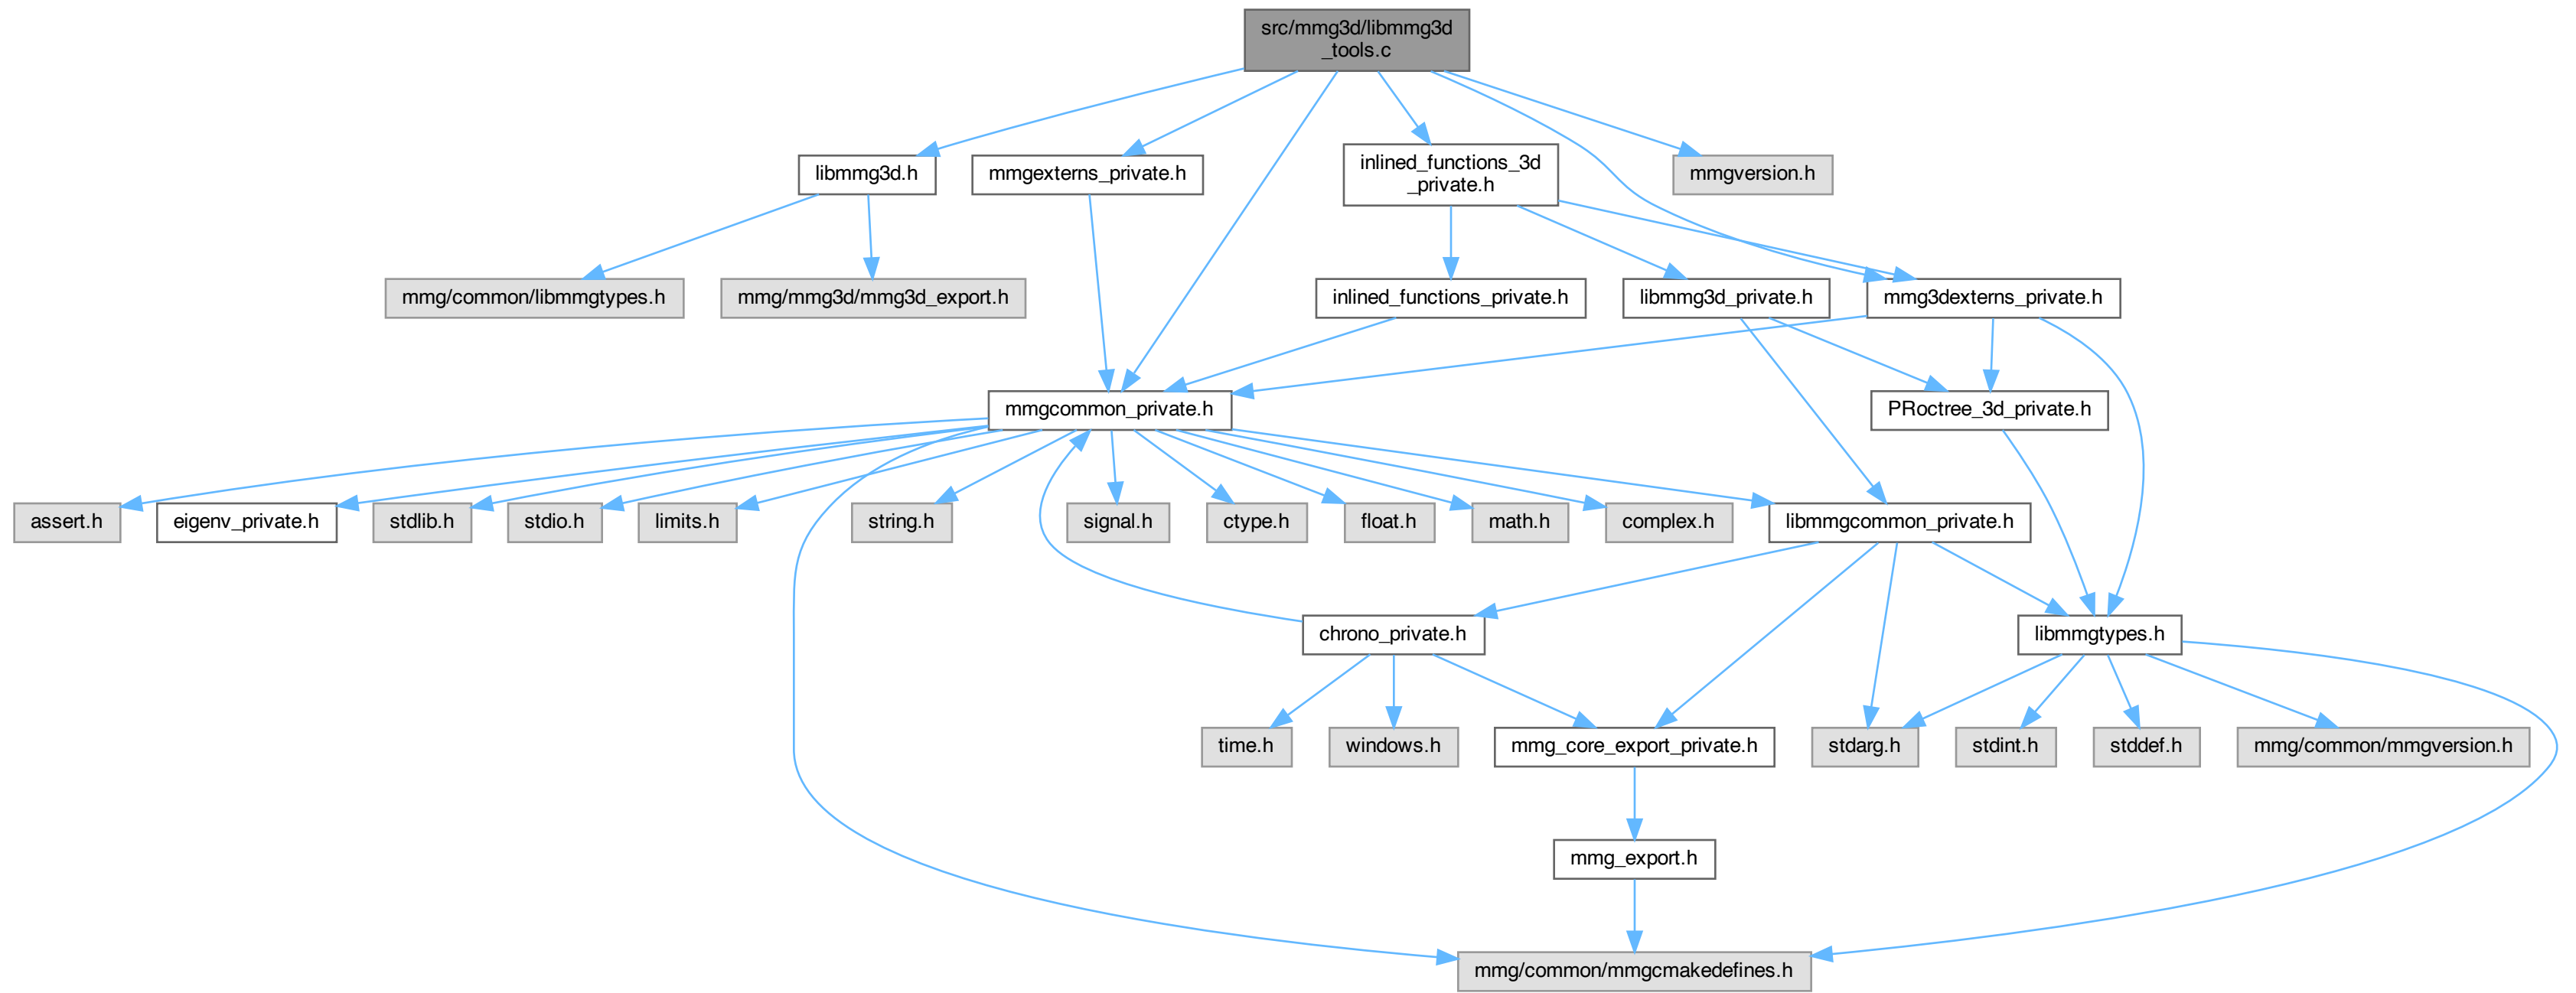 src/mmg3d/libmmg3d
_tools.c
libmmg3d.h
mmgexterns_private.h
inlined_functions_3d
_private.h
mmgversion.h
mmg/common/libmmgtypes.h
mmg/mmg3d/mmg3d_export.h
inlined_functions_private.h
libmmg3d_private.h
mmg3dexterns_private.h
mmgcommon_private.h
PRoctree_3d_private.h
assert.h
eigenv_private.h
stdlib.h
stdio.h
limits.h
string.h
signal.h
ctype.h
float.h
math.h
complex.h
libmmgcommon_private.h
chrono_private.h
libmmgtypes.h
time.h
windows.h
mmg_core_export_private.h
stdarg.h
stdint.h
stddef.h
mmg/common/mmgversion.h
mmg_export.h
mmg/common/mmgcmakedefines.h